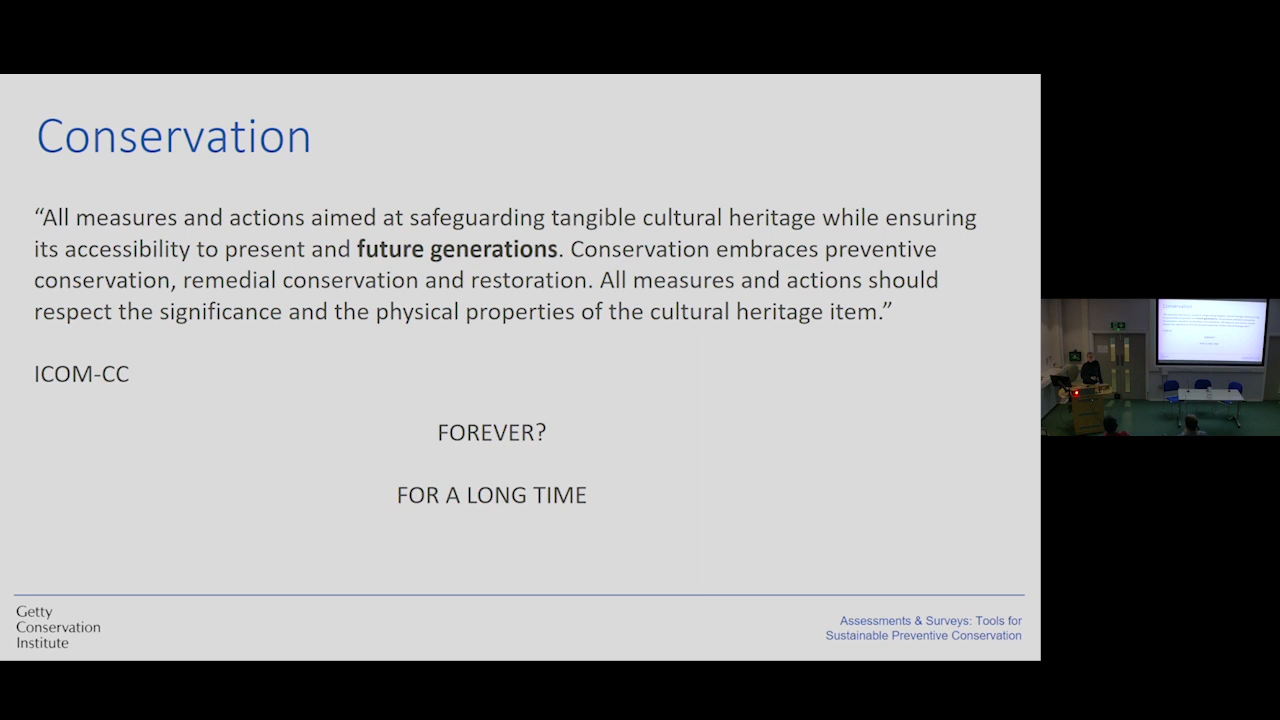 Conservation
“All measures and actions aimed at safeguarding tangible cultural heritage while ensuring
its accessibility to present and future generations. Conservation embraces preventive
conservation, remedial conservation and restoration. All measures and actions should
respect the significance and the physical properties of the cultural heritage item.”
ICOM-CC
FOREVER?
FOR A LONG TIME
Getty
Conservation
Institute
Assessments & Surveys: Tools for
Sustainable Preventive Conservation